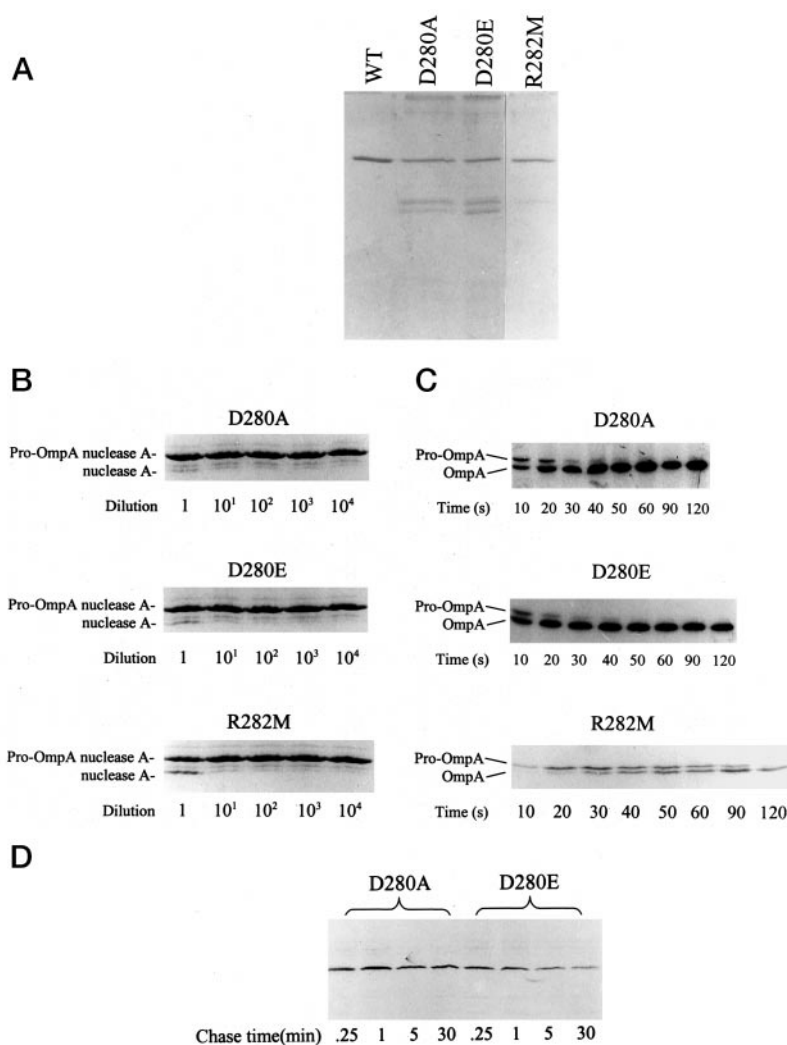 A
WT
D280A
D280E
R282M
B
D280A
Pro-OmpA nuclease A-
nuclease A-
Dilution 1 10¹ 10² 10³ 10⁴
D280E
Pro-OmpA nuclease A-
nuclease A-
Dilution 1 10¹ 10² 10³ 10⁴
R282M
Pro-OmpA nuclease A-
nuclease A-
Dilution 1 10¹ 10² 10³ 10⁴
C
D280A
Pro-OmpA
OmpA
Time (s) 10 20 30 40 50 60 90 120
D280E
Pro-OmpA
OmpA
Time (s) 10 20 30 40 50 60 90 120
R282M
Pro-OmpA
OmpA
Time (s) 10 20 30 40 50 60 90 120
D
D280A D280E
Chase time(min) .25 1 5 30 .25 1 5 30